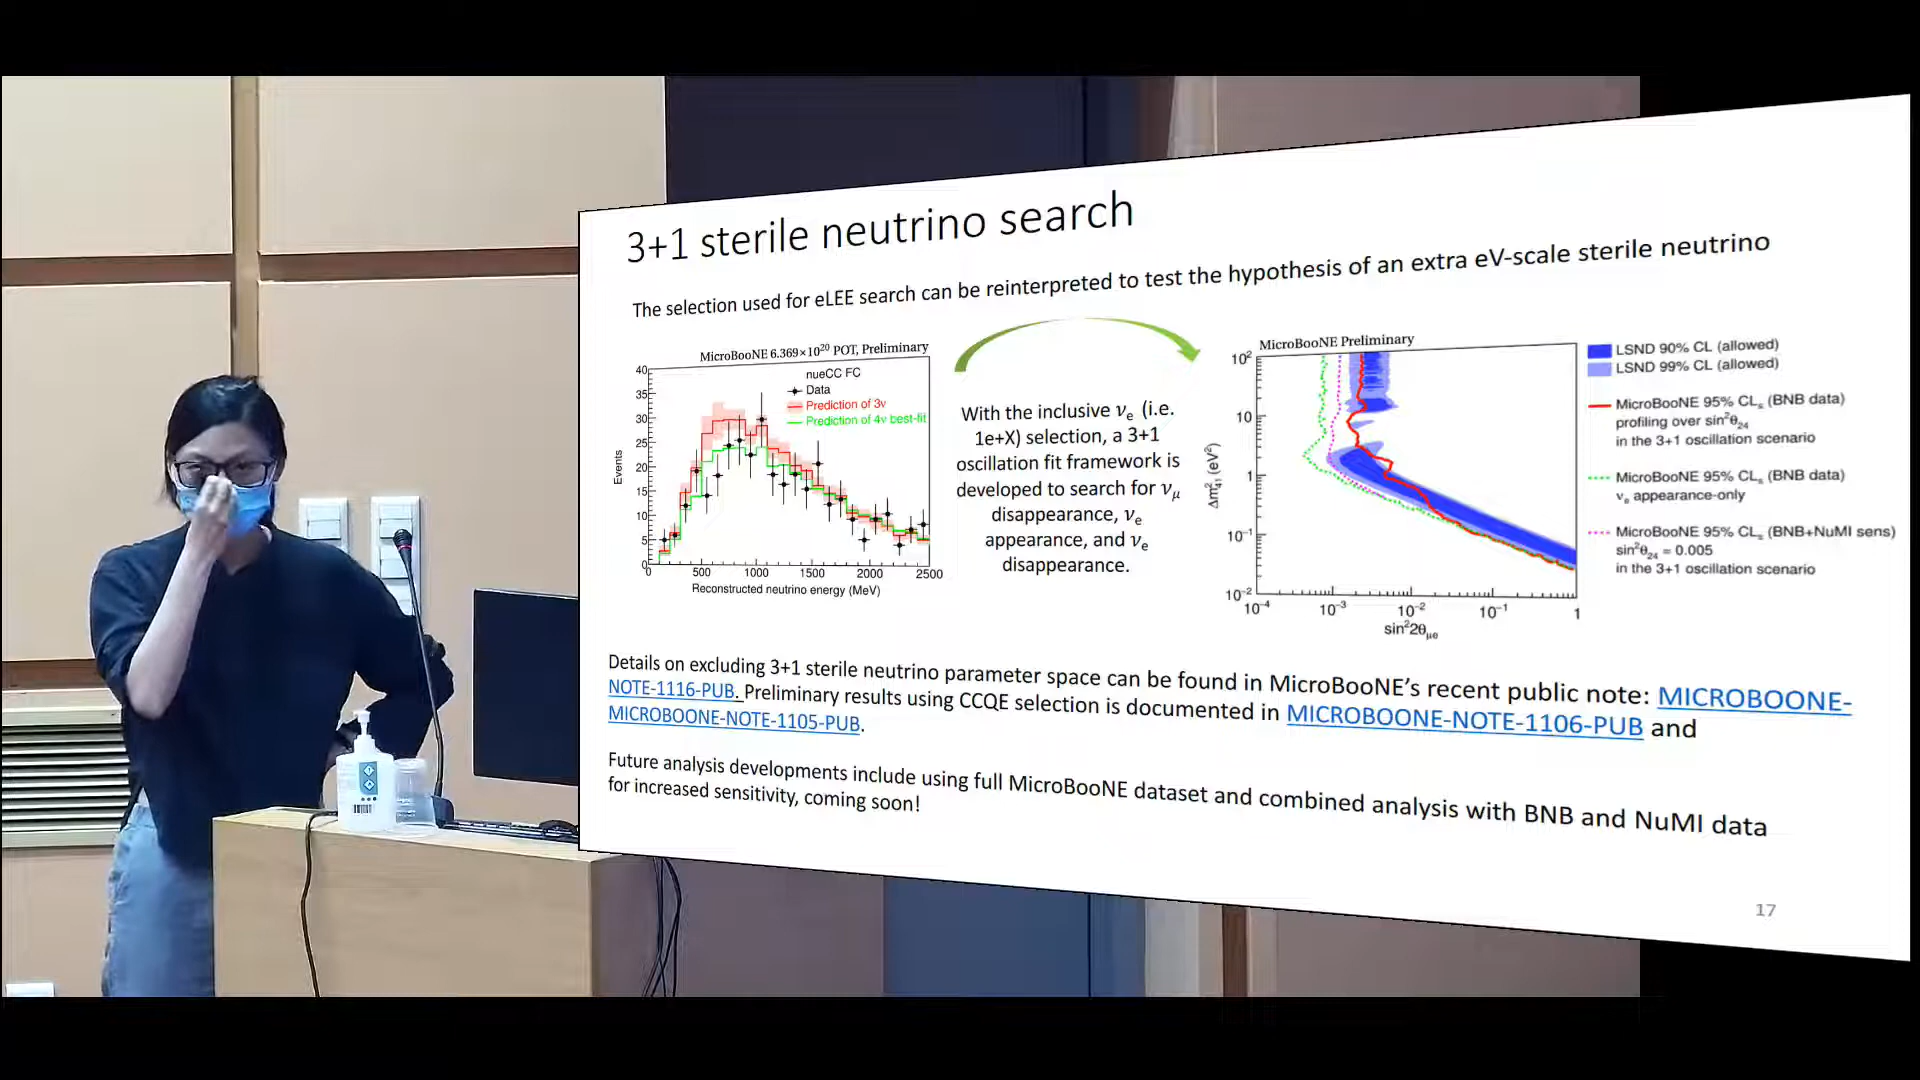 3+1 sterile neutrino search
The selection used for eLEE search can be reinterpreted to test the hypothesis of an extra eV-scale sterile neutrino
MicroBooNE 6.369×10²⁰ POT, Preliminary
nueCC FC
Data
Prediction of 3ν
Prediction of 4ν best-fit
Events
40
35
30
25
20
15
10
5
0
0 500 1000 1500 2000 2500
Reconstructed neutrino energy (MeV)
With the inclusive νₑ (i.e.
1e+X) selection, a 3+1
oscillation fit framework is
developed to search for ν_μ
disappearance, νₑ
appearance, and νₑ
disappearance.
MicroBooNE Preliminary
Δm²₄₁ (eV²)
10²
10
1
10⁻¹
10⁻²
10⁻⁴ 10⁻³ 10⁻² 10⁻¹ 1
sin²2θ_μe
LSND 90% CL (allowed)
LSND 99% CL (allowed)
MicroBooNE 95% CLₛ (BNB data)
profiling over sin²θ₂₄
in the 3+1 oscillation scenario
MicroBooNE 95% CLₛ (BNB data)
νₑ appearance-only
MicroBooNE 95% CLₛ (BNB+NuMI sens)
sin²θ₂₄ = 0.005
in the 3+1 oscillation scenario
Details on excluding 3+1 sterile neutrino parameter space can be found in MicroBooNE's recent public note: MICROBOONE-
NOTE-1116-PUB. Preliminary results using CCQE selection is documented in MICROBOONE-NOTE-1106-PUB and
MICROBOONE-NOTE-1105-PUB.
Future analysis developments include using full MicroBooNE dataset and combined analysis with BNB and NuMI data
for increased sensitivity, coming soon!
17